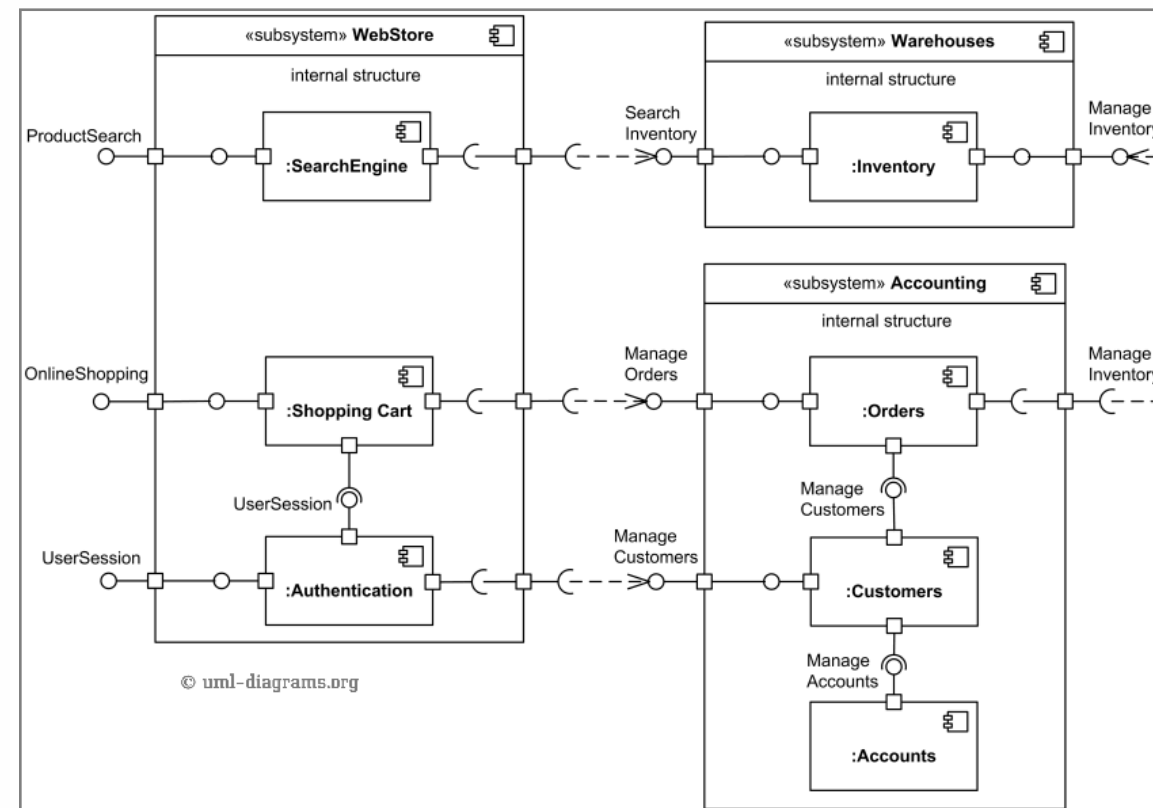 «subsystem» WebStore
internal structure
ProductSearch
:SearchEngine
Search
Inventory
«subsystem» Warehouses
internal structure
:Inventory
Manage
Inventory
OnlineShopping
:Shopping Cart
UserSession
UserSession
:Authentication
Manage
Orders
Manage
Customers
«subsystem» Accounting
internal structure
:Orders
Manage
Inventory
Manage
Customers
:Customers
Manage
Accounts
:Accounts
© uml-diagrams.org